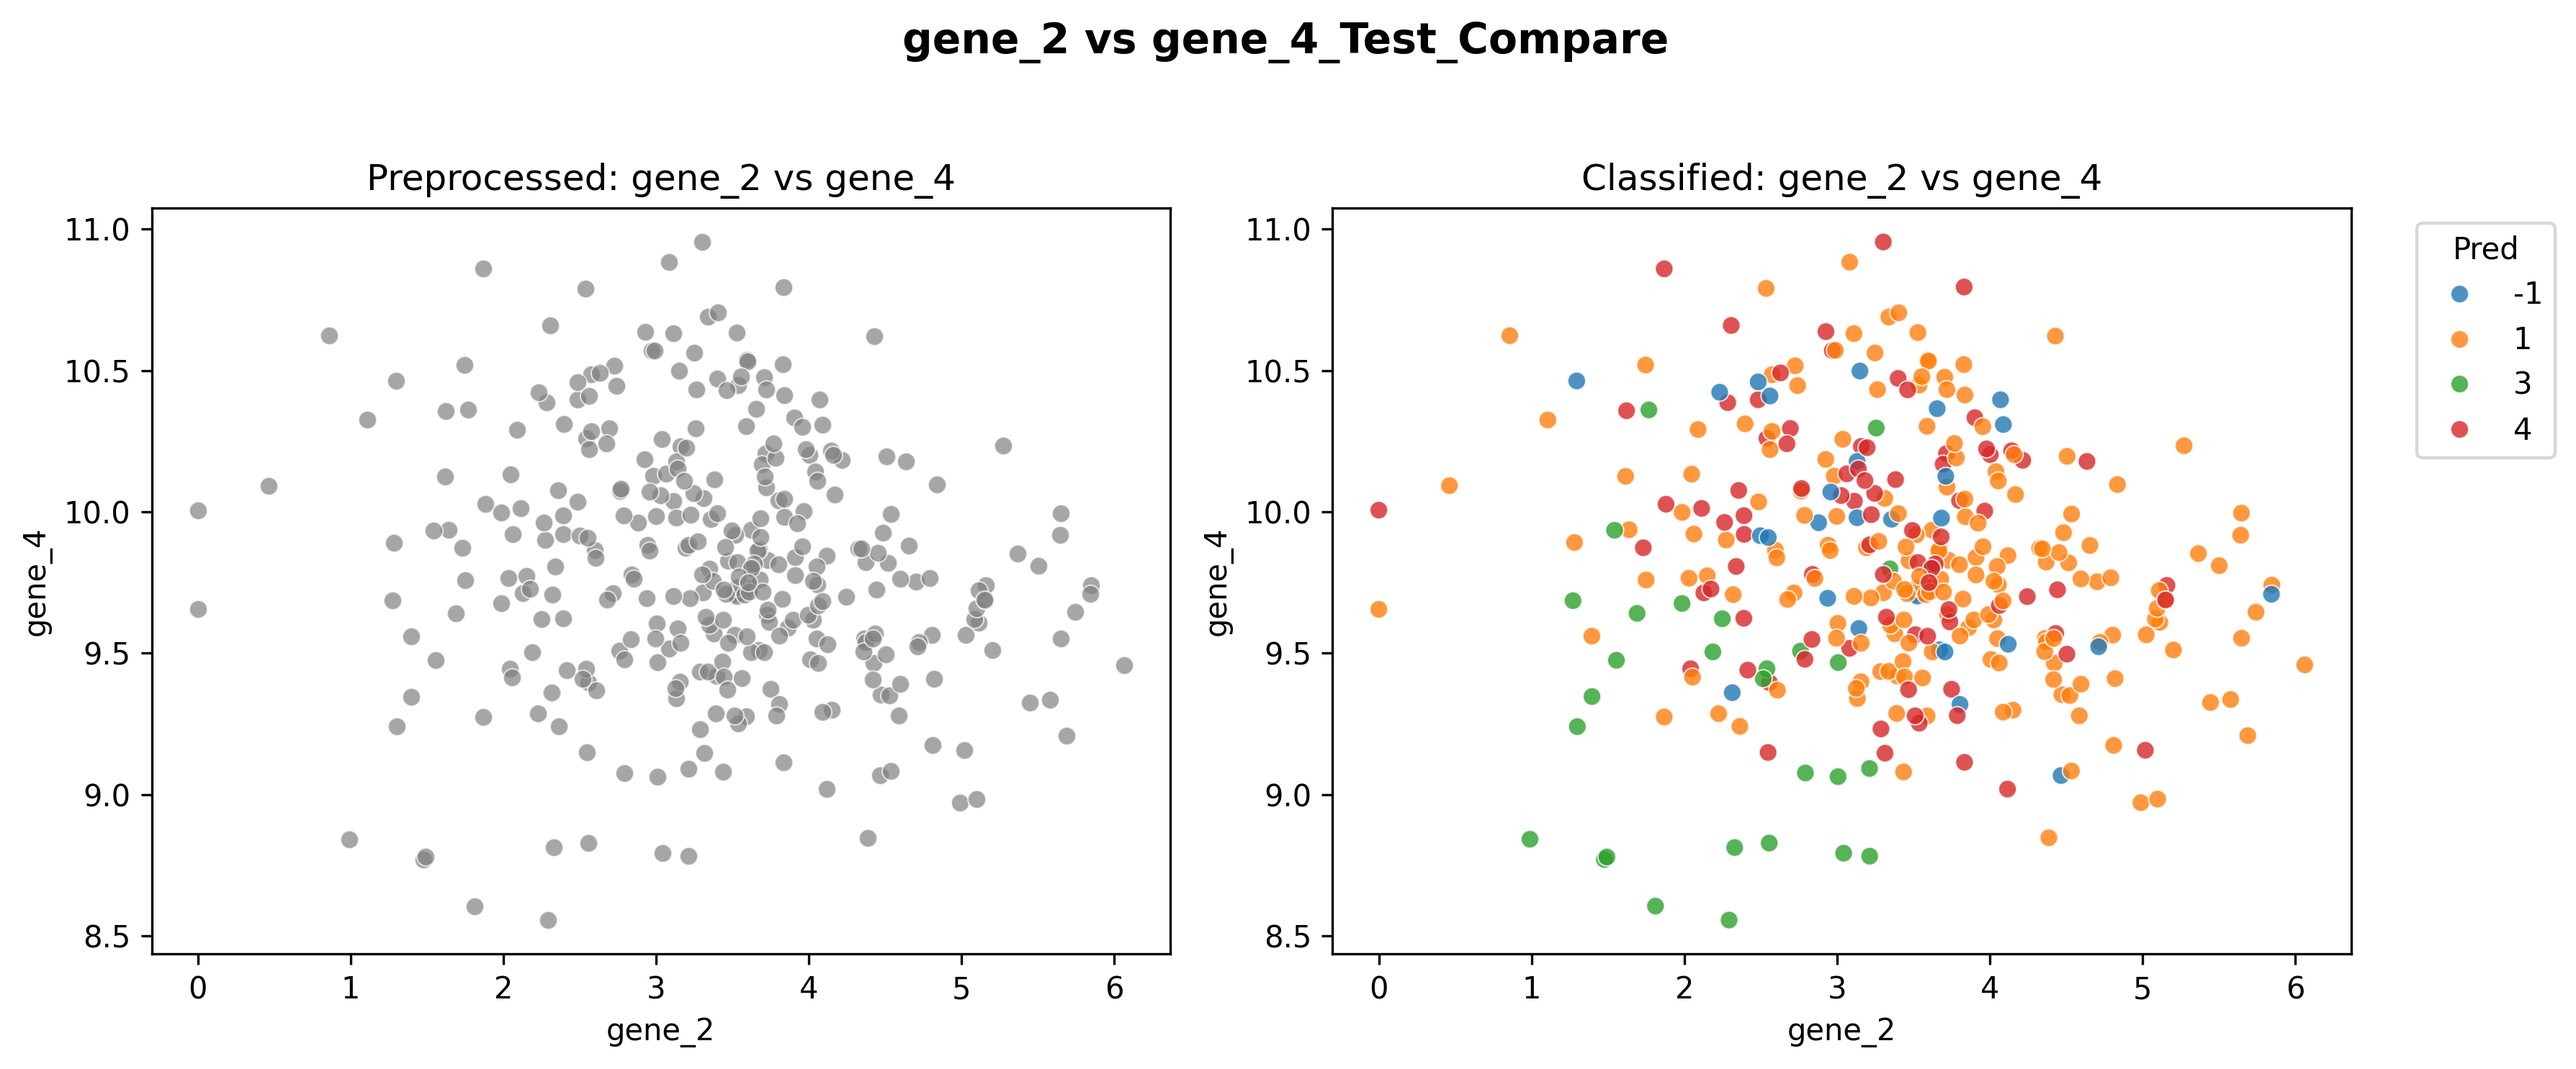 gene_2 vs gene_4_Test_Compare
Preprocessed: gene_2 vs gene_4
11.0
10.5
10.0
9.5
9.0
8.5
gene_4
0 1 2 3 4 5 6
gene_2
Classified: gene_2 vs gene_4
11.0
10.5
10.0
9.5
9.0
8.5
gene_4
0 1 2 3 4 5 6
gene_2
Pred
-1
1
3
4